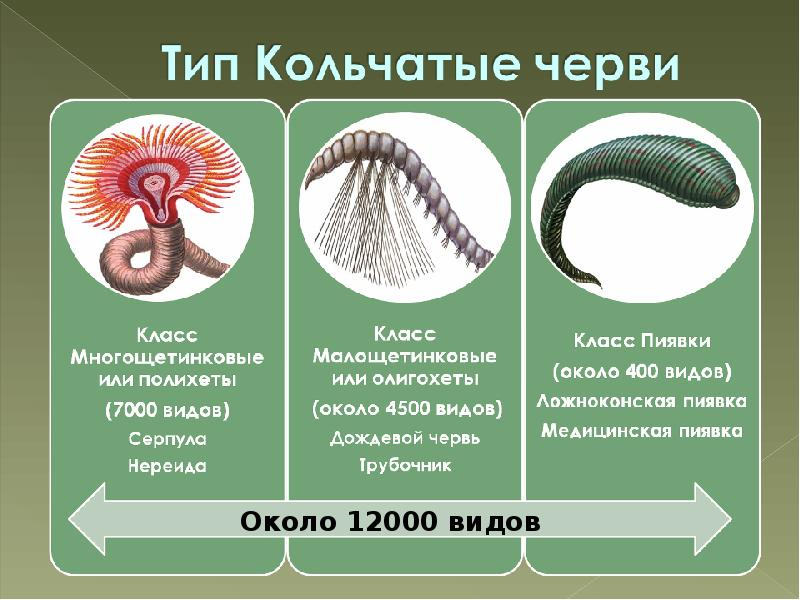 Тип Кольчатые черви
Класс
Многощетинковые
или полихеты
(7000 видов)
Серпула
Нереида
Класс
Малощетинковые
или олигохеты
(около 4500 видов)
Дождевой червь
Трубочник
Класс Пиявки
(около 400 видов)
Ложноконская пиявка
Медицинская пиявка
Около 12000 видов